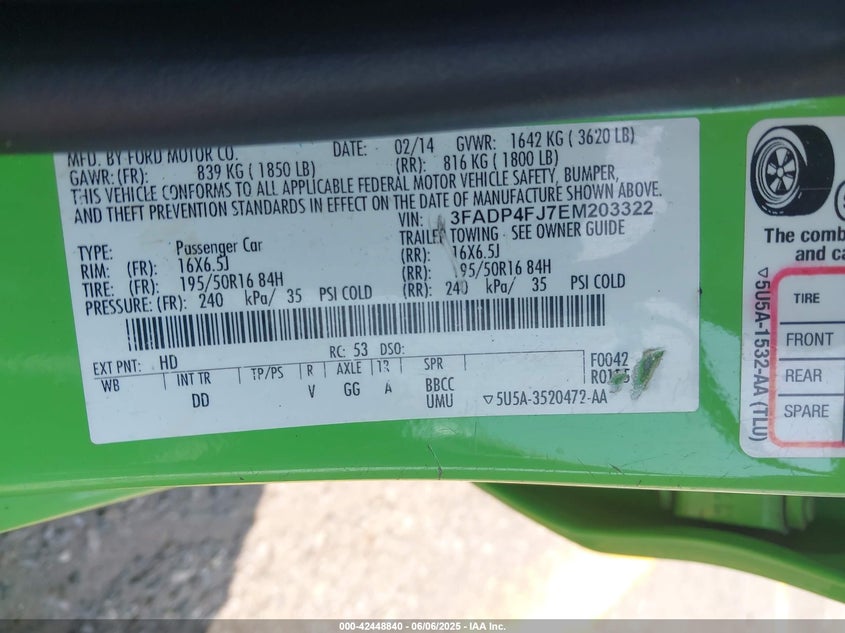 MFD. BY FORD MOTOR CO. DATE: 02/14 GVWR: 1642 KG ( 3620 LB)
GAWR: (FR): 839 KG ( 1850 LB) (RR): 816 KG ( 1800 LB)
THIS VEHICLE CONFORMS TO ALL APPLICABLE FEDERAL MOTOR VEHICLE SAFETY, BUMPER,
AND THEFT PREVENTION STANDARDS IN EFFECT ON THE DATE OF MANUFACTURE SHOWN ABOVE.
VIN: 3FADP4FJ7EM203322
TYPE: Passenger Car TRAILER TOWING - SEE OWNER GUIDE
RIM: (FR): 16X6.5J (RR): 16X6.5J
TIRE: (FR): 195/50R16 84H (RR): 195/50R16 84H
PRESSURE: (FR): 240 kPa/ 35 PSI COLD (RR): 240 kPa/ 35 PSI COLD
EXT PNT: HD RC: 53 DSO:
WB INT TR TP/PS R AXLE TR SPR F0042
DD V GG A BBCC
UMU ▽5U5A-3520472-AA
The comb
and ca
TIRE
FRONT
REAR
SPARE
▽5U5A-1532-AA (TLU)
000-42448840 | 06/06/2025 - IAA Inc.